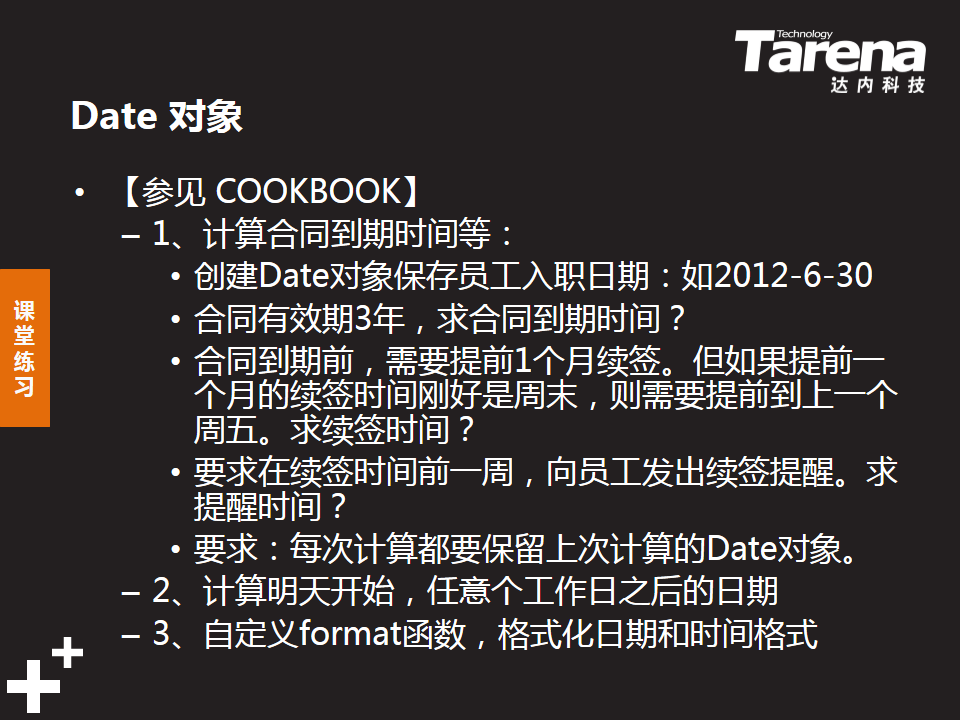 Technology
Tarena
达内科技
Date 对象
• 【参见 COOKBOOK】
– 1、计算合同到期时间等：
• 创建Date对象保存员工入职日期：如2012-6-30
• 合同有效期3年，求合同到期时间？
• 合同到期前，需要提前1个月续签。但如果提前一
个月的续签时间刚好是周末，则需要提前到上一个
周五。求续签时间？
• 要求在续签时间前一周，向员工发出续签提醒。求
提醒时间？
• 要求：每次计算都要保留上次计算的Date对象。
– 2、计算明天开始，任意个工作日之后的日期
– 3、自定义format函数，格式化日期和时间格式
课
堂
练
习